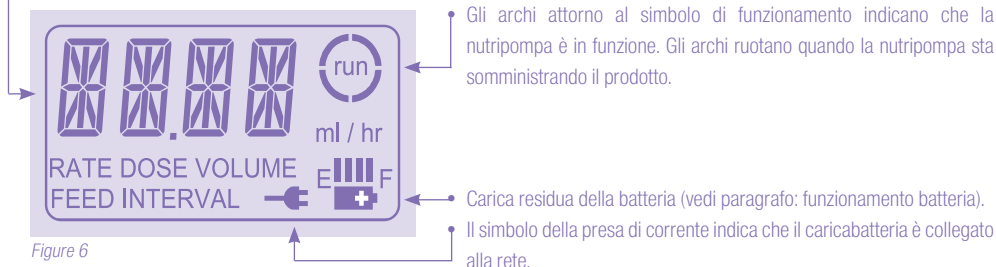 • Gli archi attorno al simbolo di funzionamento indicano che la
nutripompa è in funzione. Gli archi ruotano quando la nutripompa sta
somministrando il prodotto.
run
ml / hr
RATE DOSE VOLUME
FEED INTERVAL
E F
• Carica residua della batteria (vedi paragrafo: funzionamento batteria).
• Il simbolo della presa di corrente indica che il caricabatteria è collegato
alla rete.
Figure 6